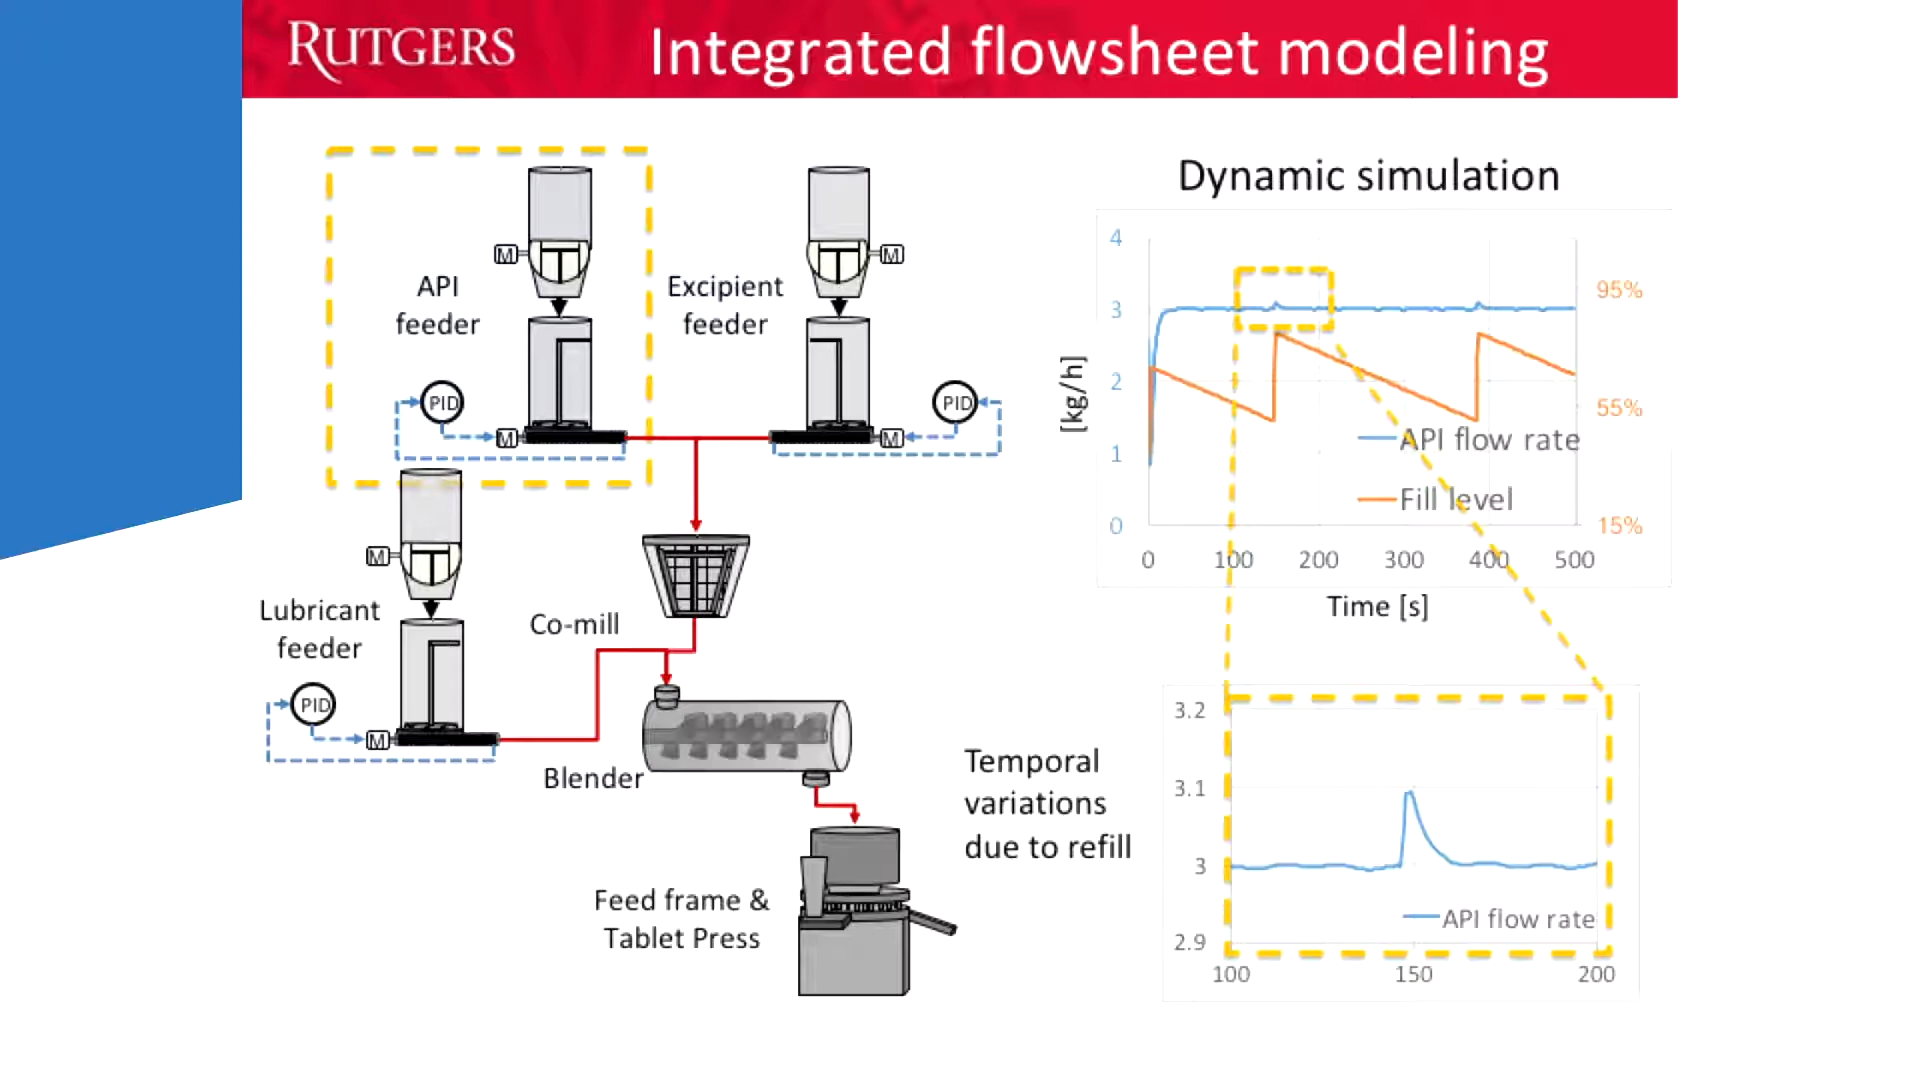 RUTGERS
Integrated flowsheet modeling
API
feeder
M
PID
M
Excipient
feeder
M
PID
M
Lubricant
feeder
M
PID
M
Co-mill
Blender
Feed frame &
Tablet Press
Dynamic simulation
4
3
2
1
0
[kg/h]
95%
55%
15%
API flow rate
Fill level
0 100 200 300 400 500
Time [s]
Temporal
variations
due to refill
3.2
3.1
3
2.9
API flow rate
100 150 200